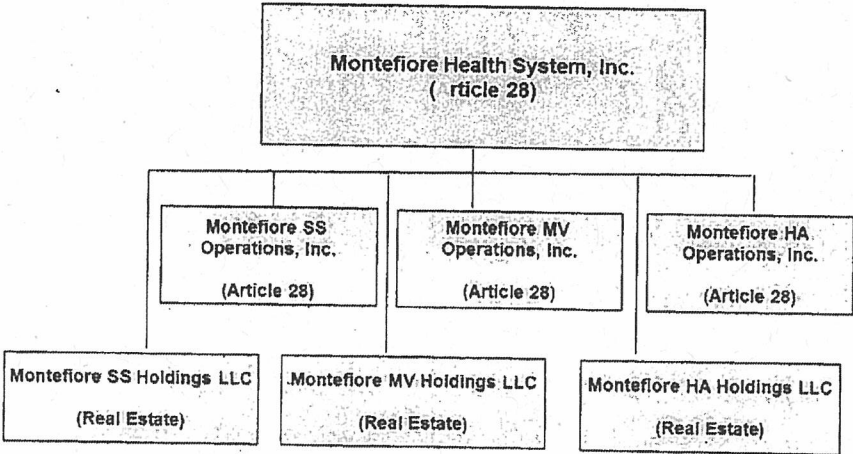 Montefiore Health System, Inc.
( rticle 28)
Montefiore SS
Operations, Inc.
(Article 28)
Montefiore MV
Operations, Inc.
(Article 28)
Montefiore HA
Operations, Inc.
(Article 28)
Montefiore SS Holdings LLC
(Real Estate)
Montefiore MV Holdings LLC
(Real Estate)
Montefiore HA Holdings LLC
(Real Estate)